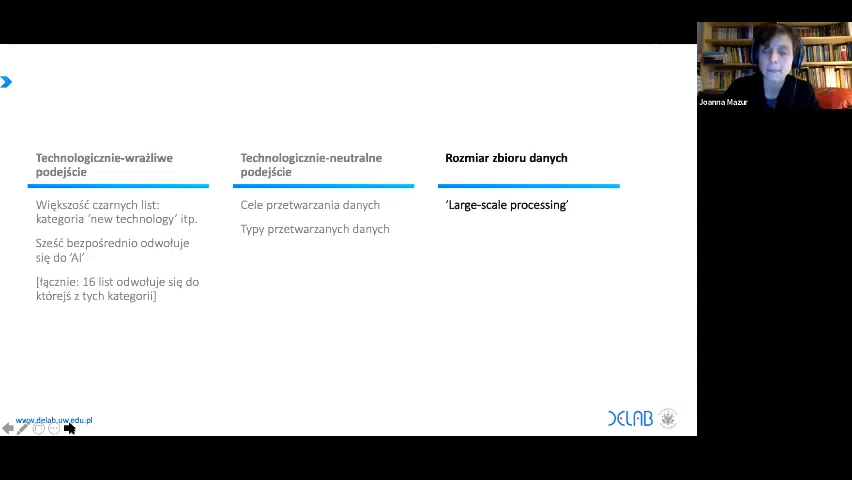 Joanna Mazur
Technologicznie-wrażliwe
podejście
Większość czarnych list:
kategoria ‘new technology‘ itp.
Sześć bezpośrednio odwołuje
się do ‘AI‘
[łącznie: 16 list odwołuje się do
którejś z tych kategorii]
Technologicznie-neutralne
podejście
Cele przetwarzania danych
Typy przetwarzanych danych
Rozmiar zbioru danych
‘Large-scale processing’
www.delab.uw.edu.pl
DELAB